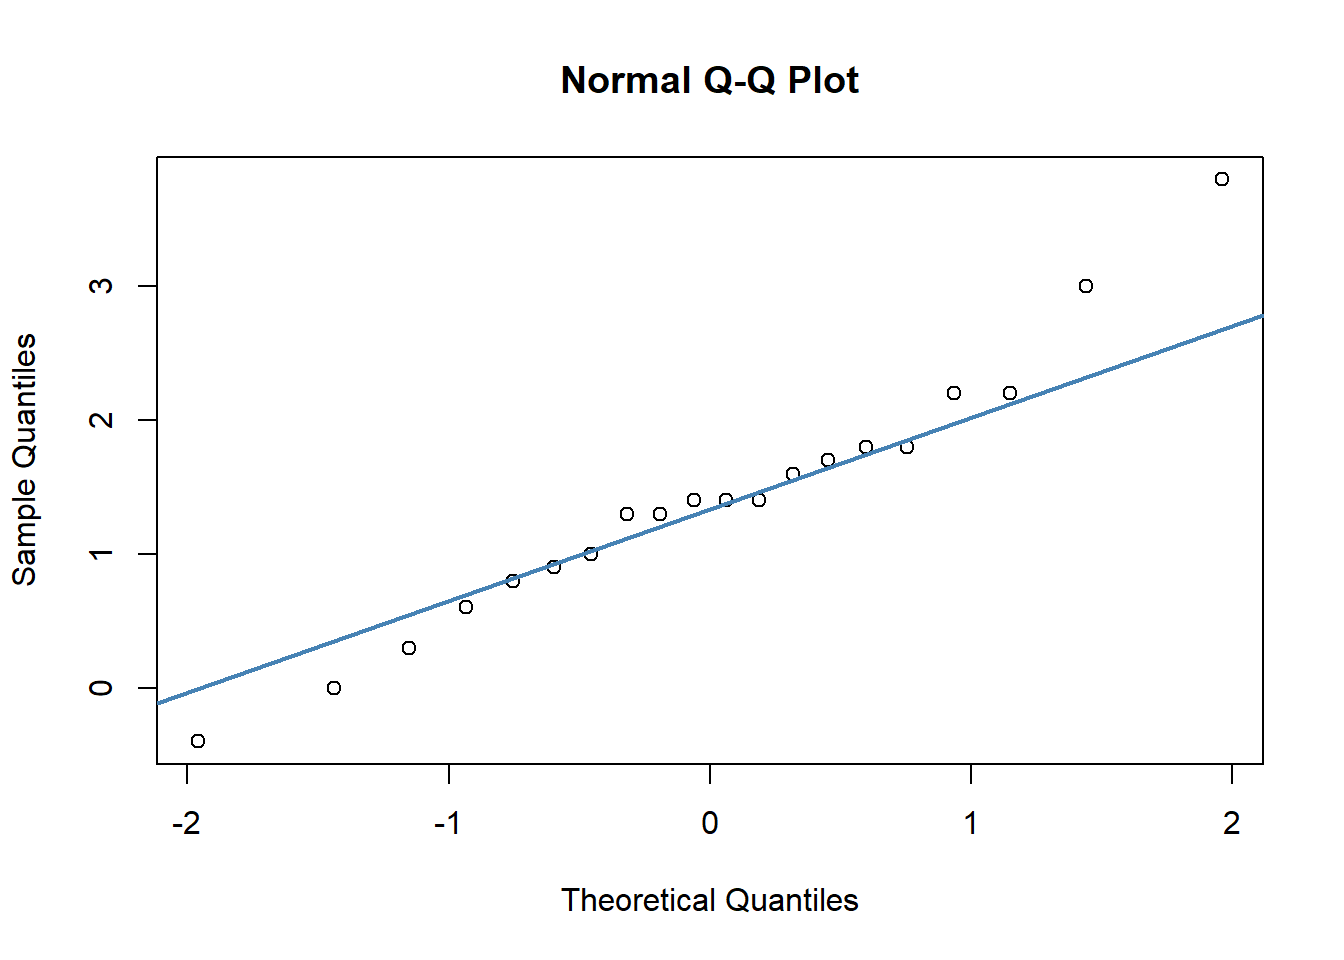 Normal Q-Q Plot
Sample Quantiles
3
2
1
0
-2 -1 0 1 2
Theoretical Quantiles